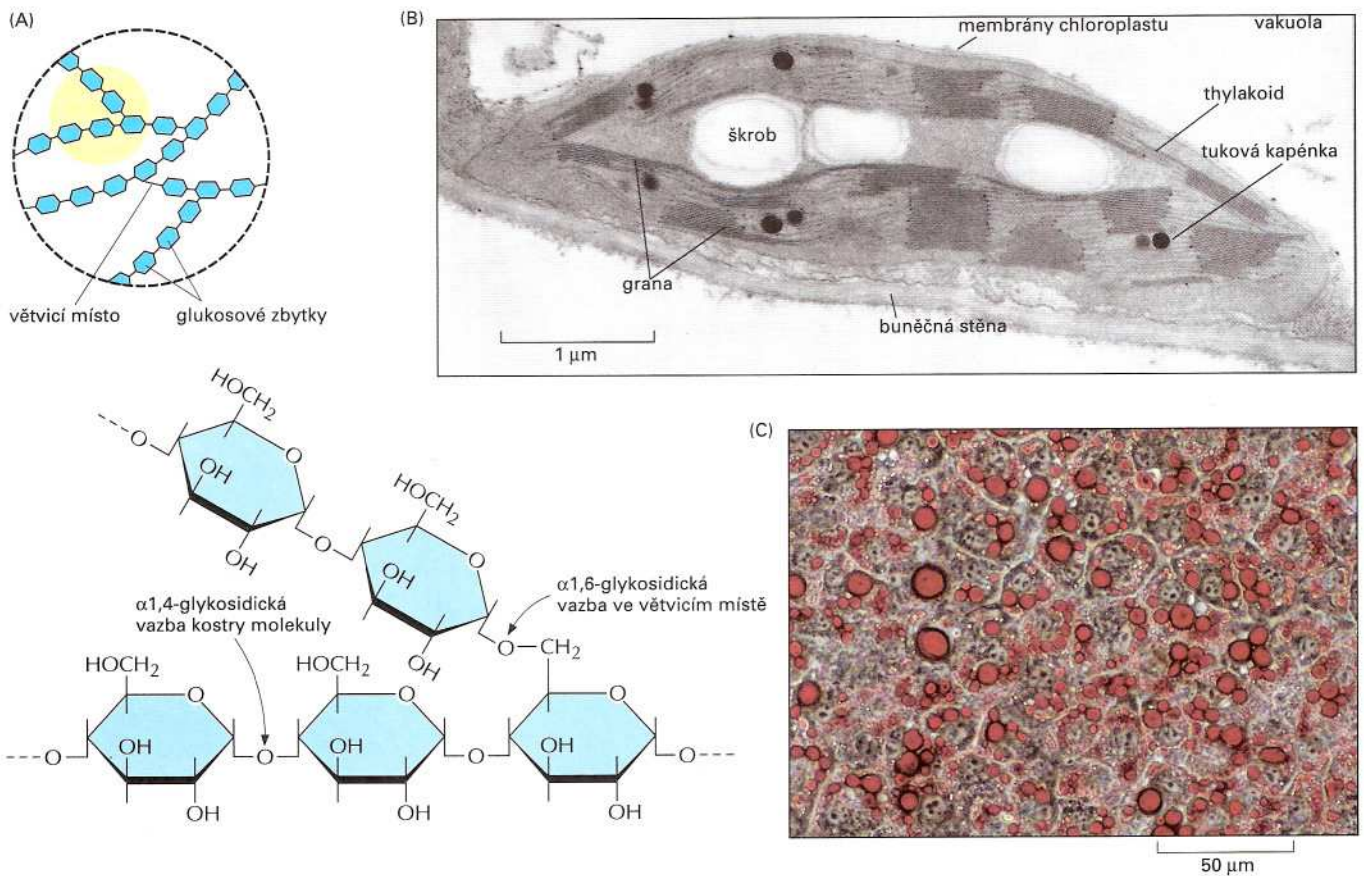 (A)
větvicí místo
glukosové zbytky
(B)
membrány chloroplastu
vakuola
thylakoid
tuková kapénka
škrob
grana
buněčná stěna
1 μm
HOCH2
O
O
OH
OH
O
HOCH2
O
OH
OH
α1,6-glykosidická
vazba ve větvicím místě
O—CH2
α1,4-glykosidická
vazba kostry molekuly
HOCH2
HOCH2
O
O
O
O
OH
O
OH
O
OH
O
OH
OH
OH
(C)
50 μm